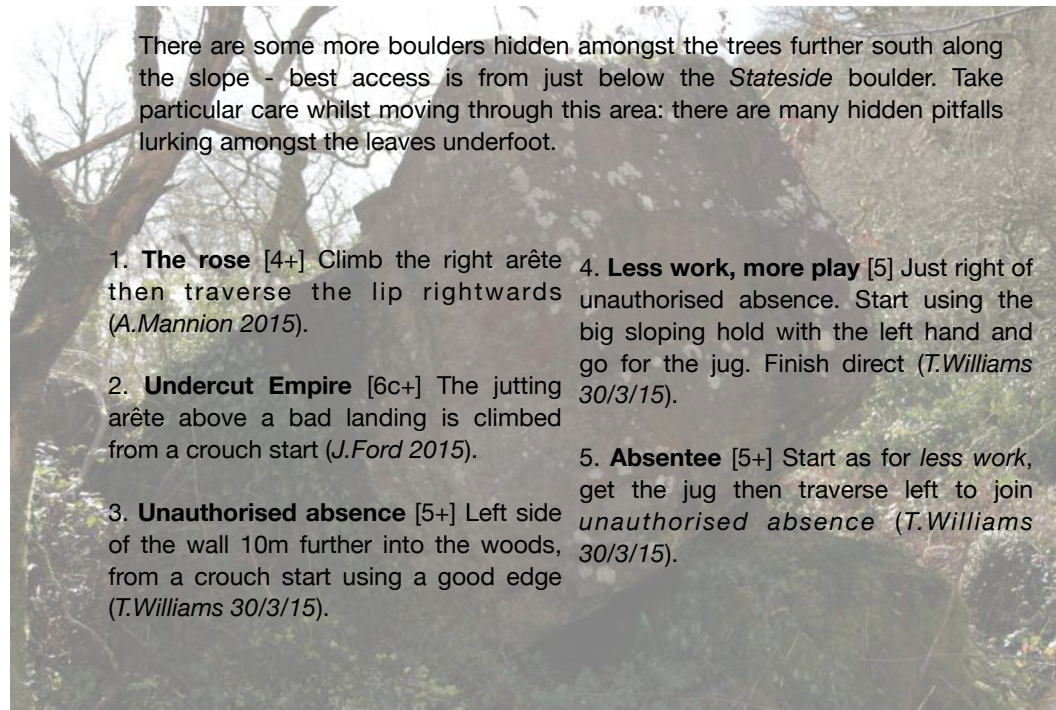 There are some more boulders hidden amongst the trees further south along
the slope - best access is from just below the Stateside boulder. Take
particular care whilst moving through this area: there are many hidden pitfalls
lurking amongst the leaves underfoot.
1. The rose [4+] Climb the right arête
then traverse the lip rightwards
(A.Mannion 2015).
2. Undercut Empire [6c+] The jutting
arête above a bad landing is climbed
from a crouch start (J.Ford 2015).
3. Unauthorised absence [5+] Left side
of the wall 10m further into the woods,
from a crouch start using a good edge
(T.Williams 30/3/15).
4. Less work, more play [5] Just right of
unauthorised absence. Start using the
big sloping hold with the left hand and
go for the jug. Finish direct (T.Williams
30/3/15).
5. Absentee [5+] Start as for less work,
get the jug then traverse left to join
unauthorised absence (T.Williams
30/3/15).